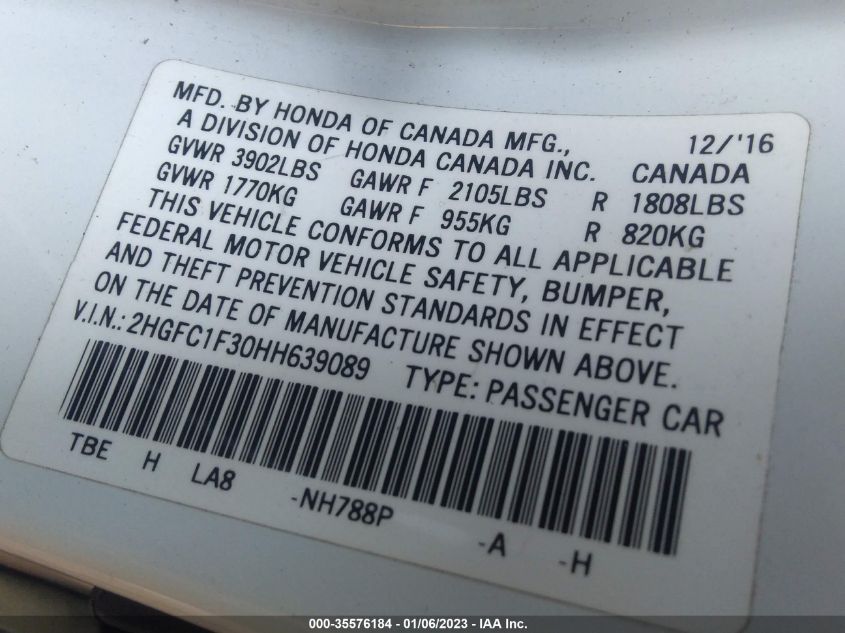 MFD. BY HONDA OF CANADA MFG., 12/'16
A DIVISION OF HONDA CANADA INC. CANADA
GVWR 3902LBS GAWR F 2105LBS R 1808LBS
GVWR 1770KG GAWR F 955KG R 820KG
THIS VEHICLE CONFORMS TO ALL APPLICABLE
FEDERAL MOTOR VEHICLE SAFETY, BUMPER,
AND THEFT PREVENTION STANDARDS IN EFFECT
ON THE DATE OF MANUFACTURE SHOWN ABOVE.
V.I.N.: 2HGFC1F30HH639089 TYPE: PASSENGER CAR
TBE H LA8 -NH788P -A -H
000-35576184 - 01/06/2023 - IAA Inc.